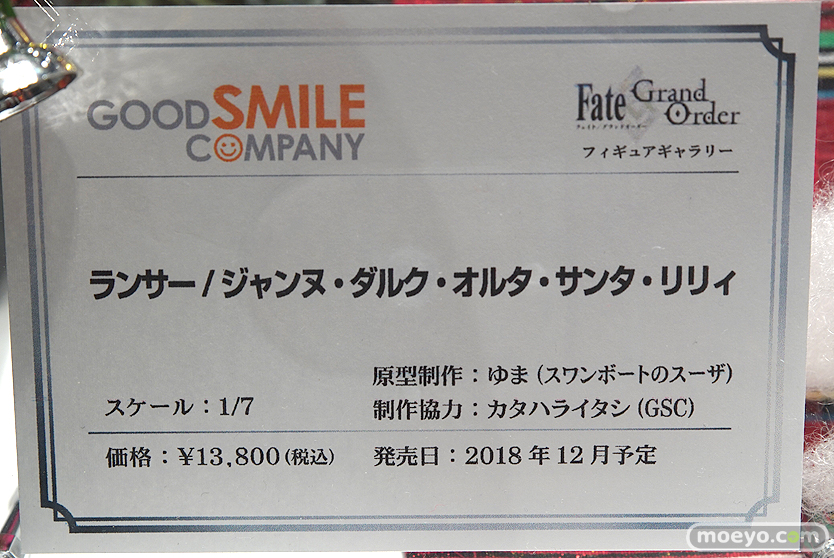 GOOD SMILE
COMPANY
Fate Grand Order
フェイト/グランドオーダー
フィギュアギャラリー
ランサー/ジャンヌ・ダルク・オルタ・サンタ・リリィ
スケール:1/7
原型制作:ゆま(スワンボートのスーザ)
制作協力:カタハライタシ(GSC)
価格:¥13,800(税込)
発売日:2018年12月予定
moeyo.com